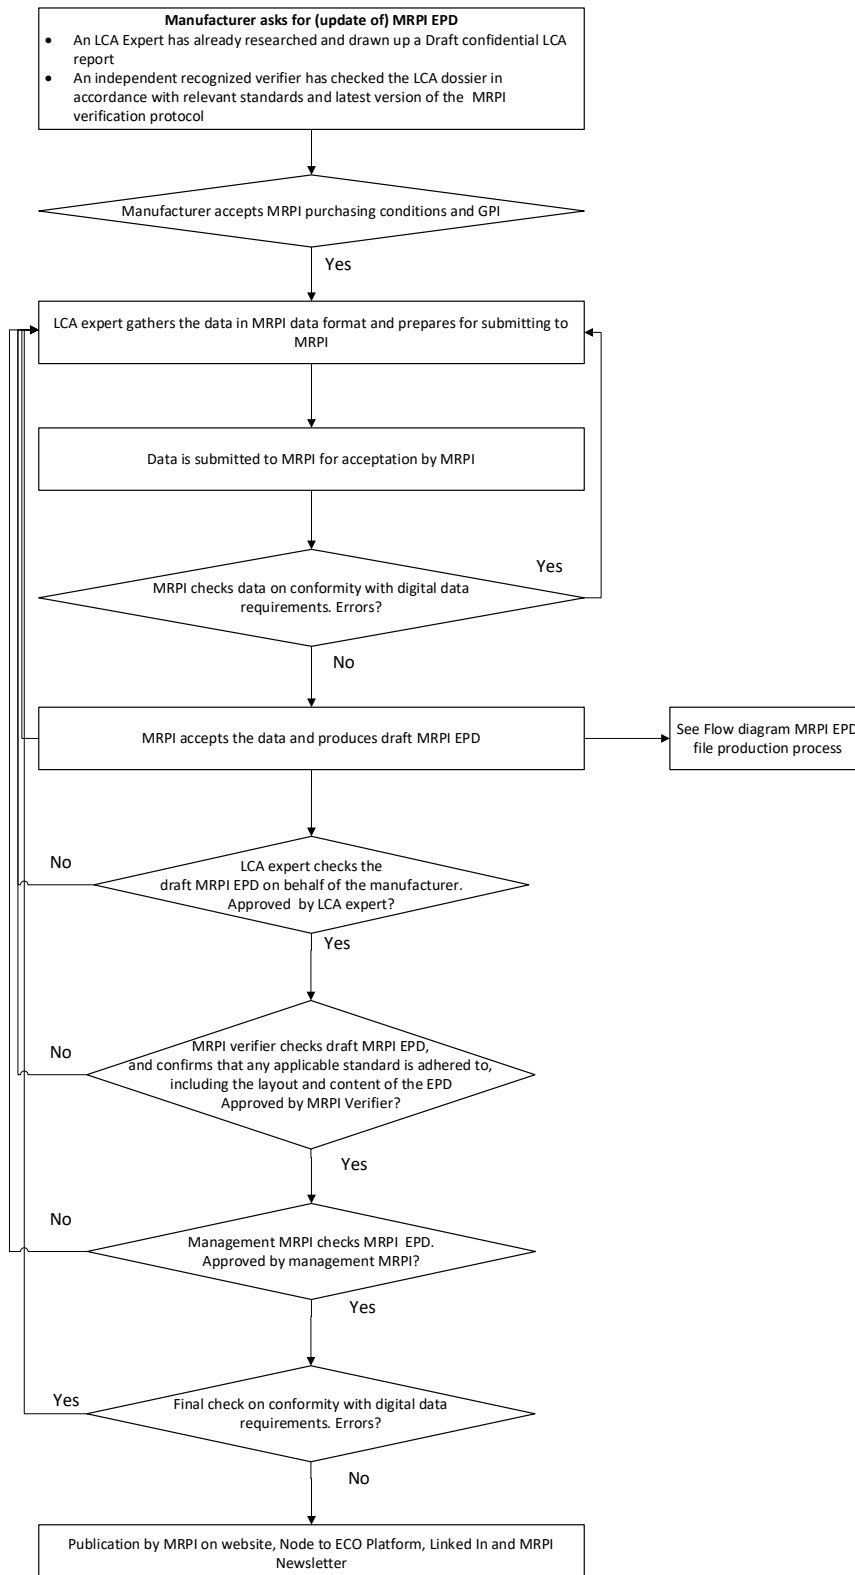 Manufacturer asks for (update of) MRPI EPD
• An LCA Expert has already researched and drawn up a Draft confidential LCA
report
• An independent recognized verifier has checked the LCA dossier in
accordance with relevant standards and latest version of the MRPI
verification protocol
Manufacturer accepts MRPI purchasing conditions and GPI
Yes
LCA expert gathers the data in MRPI data format and prepares for submitting to
MRPI
Data is submitted to MRPI for acceptation by MRPI
Yes
MRPI checks data on conformity with digital data
requirements. Errors?
No
MRPI accepts the data and produces draft MRPI EPD
See Flow diagram MRPI EPD
file production process
No
LCA expert checks the
draft MRPI EPD on behalf of the manufacturer.
Approved by LCA expert?
Yes
No
MRPI verifier checks draft MRPI EPD,
and confirms that any applicable standard is adhered to,
including the layout and content of the EPD
Approved by MRPI Verifier?
Yes
No
Management MRPI checks MRPI EPD.
Approved by management MRPI?
Yes
Yes
Final check on conformity with digital data
requirements. Errors?
No
Publication by MRPI on website, Node to ECO Platform, Linked In and MRPI
Newsletter